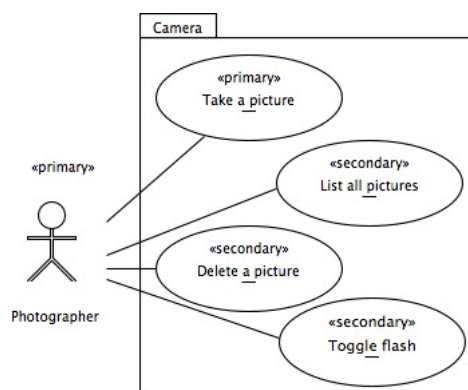 Camera
«primary»
Take a picture
«primary»
«secondary»
List all pictures
«secondary»
Delete a picture
Photographer
«secondary»
Toggle flash